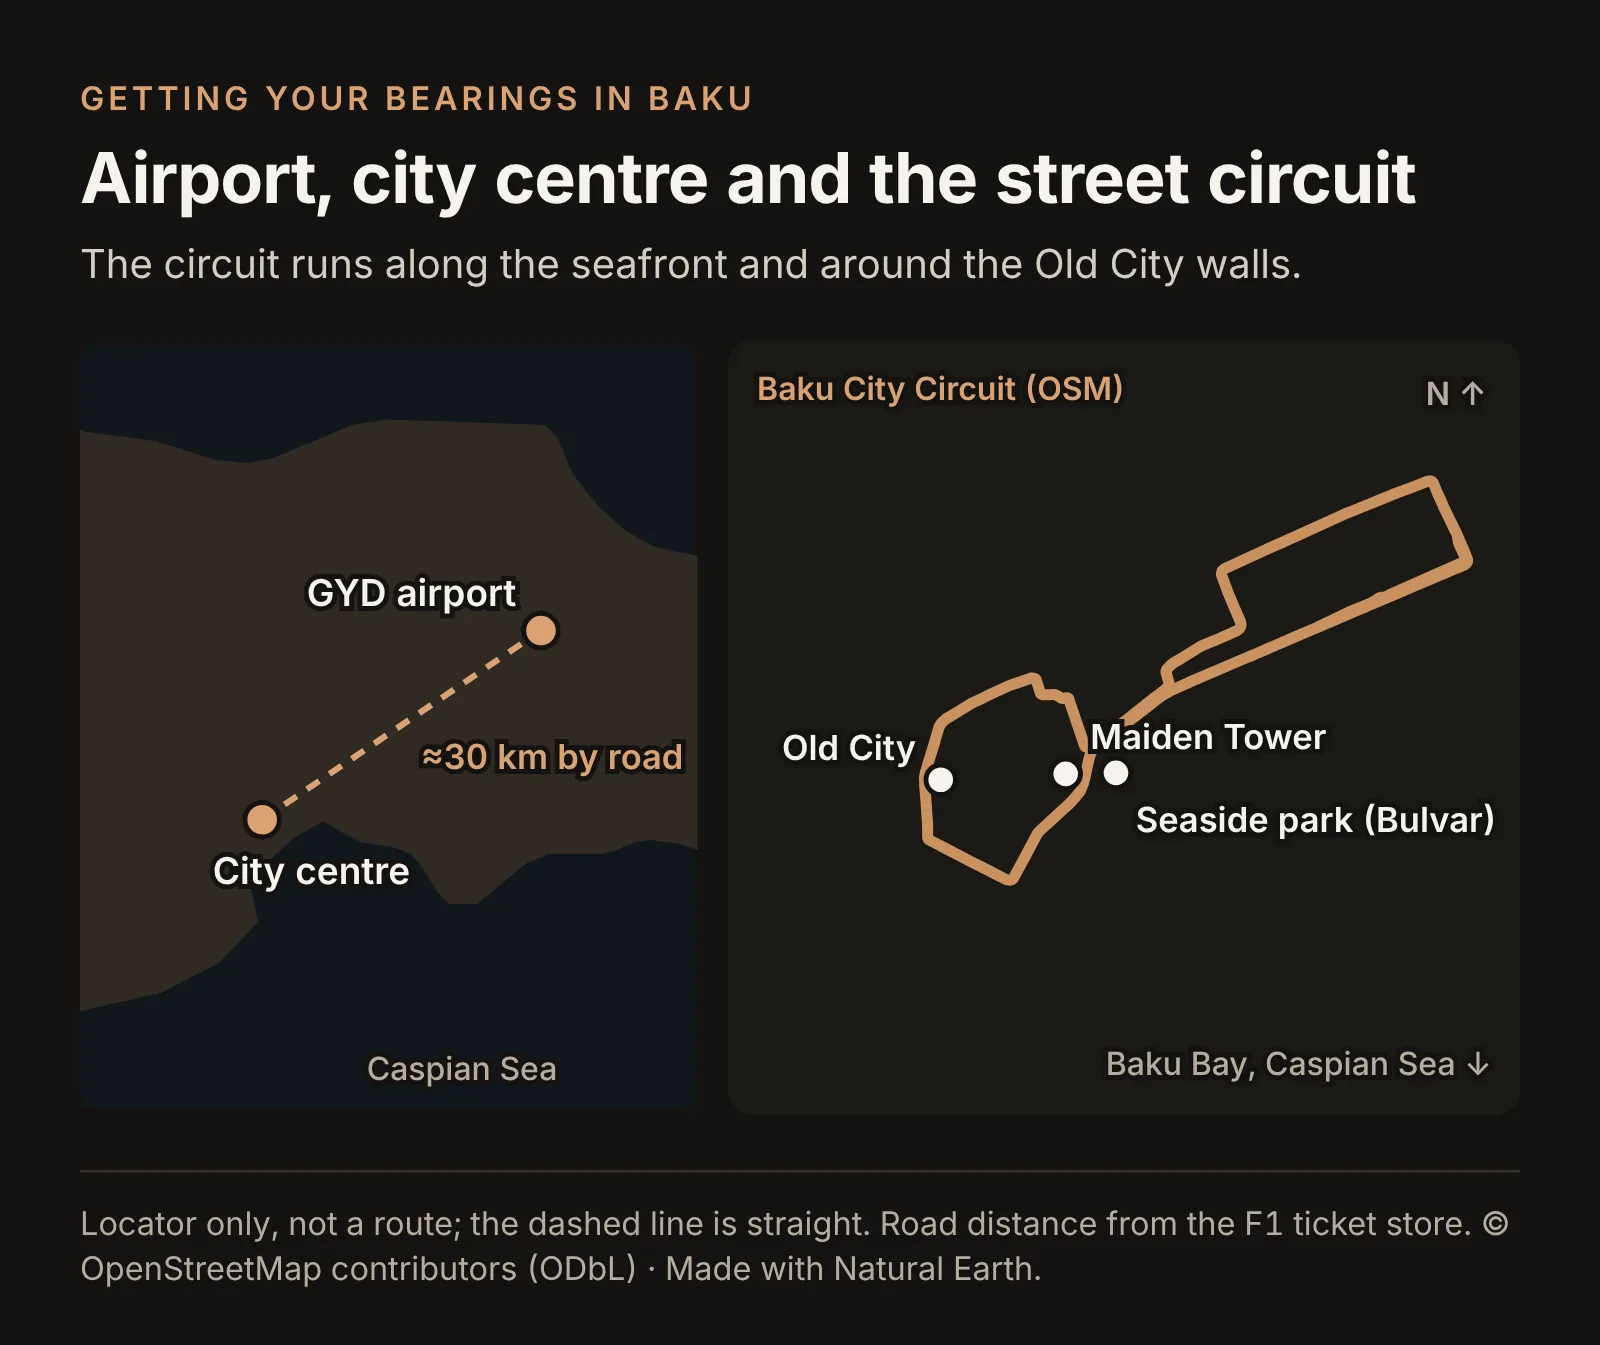 GETTING YOUR BEARINGS IN BAKU
Airport, city centre and the street circuit
The circuit runs along the seafront and around the Old City walls.
GYD airport
≈30 km by road
City centre
Caspian Sea
Baku City Circuit (OSM)
N ↑
Old City
Maiden Tower
Seaside park (Bulvar)
Baku Bay, Caspian Sea ↓
Locator only, not a route; the dashed line is straight. Road distance from the F1 ticket store. ©
OpenStreetMap contributors (ODbL) · Made with Natural Earth.